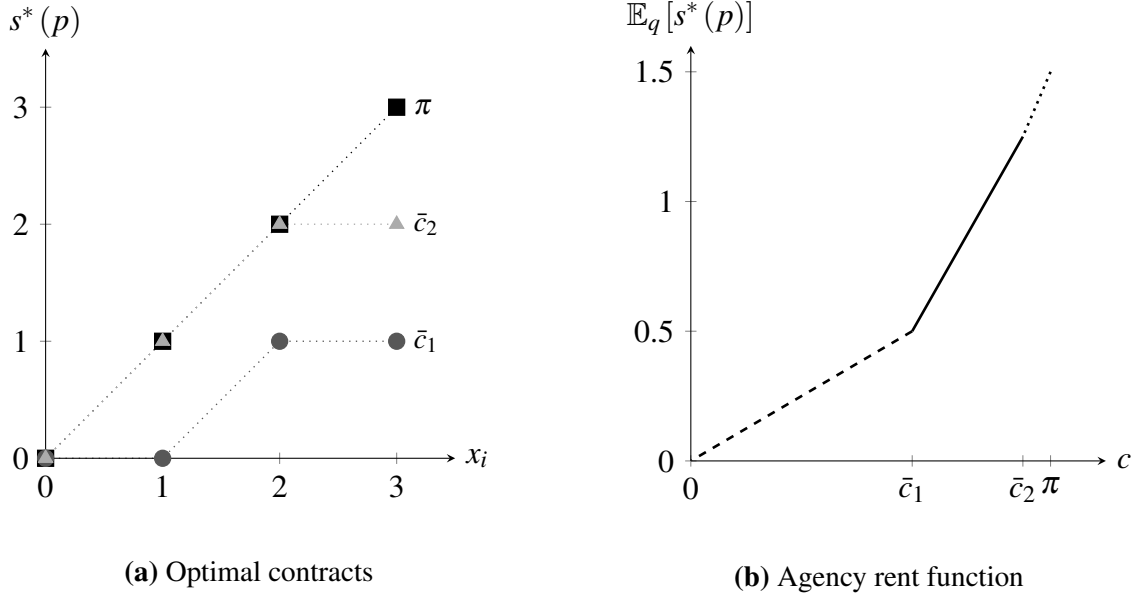 s*(p)
3
π
2
c̄₂
1
c̄₁
0
xᵢ
0 1 2 3
(a) Optimal contracts
𝔼_q[s*(p)]
1.5
1
0.5
0
c
0 c̄₁ c̄₂ π
(b) Agency rent function